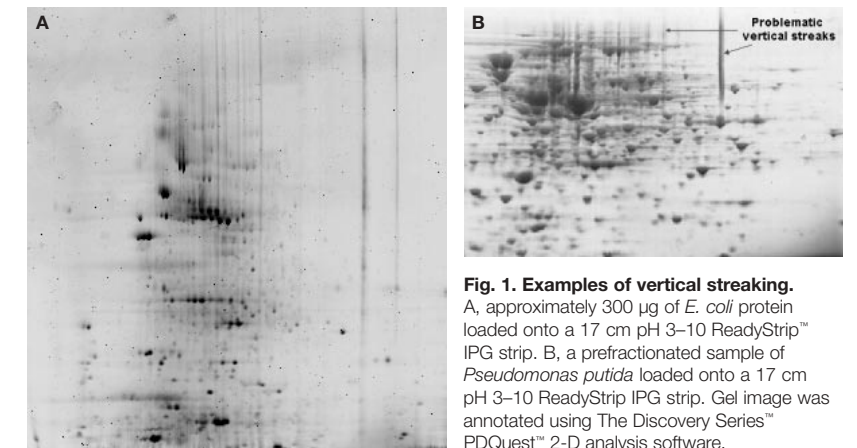 A
B
Problematic
vertical streaks
Fig. 1. Examples of vertical streaking.
A, approximately 300 µg of E. coli protein
loaded onto a 17 cm pH 3–10 ReadyStrip™
IPG strip. B, a prefractionated sample of
Pseudomonas putida loaded onto a 17 cm
pH 3–10 ReadyStrip IPG strip. Gel image was
annotated using The Discovery Series™
PDQuest™ 2-D analysis software.